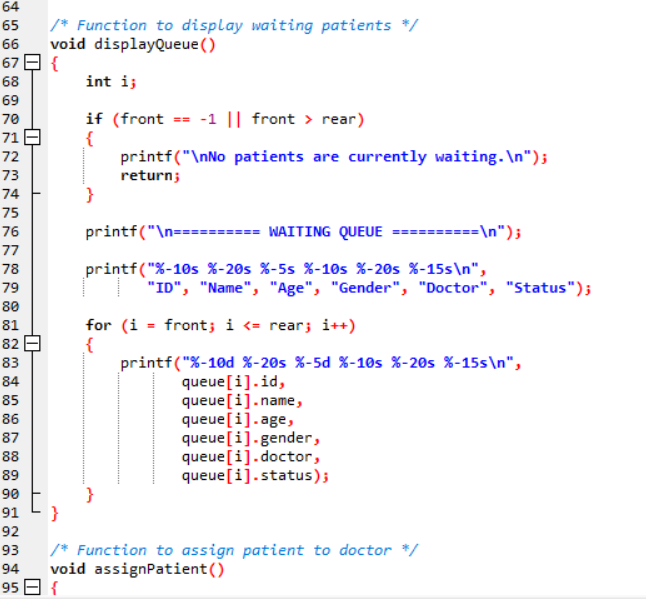 64
65 /* Function to display waiting patients */
66 void displayQueue()
67 {
68     int i;
69
70     if (front == -1 || front > rear)
71     {
72         printf("\nNo patients are currently waiting.\n");
73         return;
74     }
75
76     printf("\n========== WAITING QUEUE ==========\n");
77
78     printf("%-10s %-20s %-5s %-10s %-20s %-15s\n",
79            "ID", "Name", "Age", "Gender", "Doctor", "Status");
80
81     for (i = front; i <= rear; i++)
82     {
83         printf("%-10d %-20s %-5d %-10s %-20s %-15s\n",
84                queue[i].id,
85                queue[i].name,
86                queue[i].age,
87                queue[i].gender,
88                queue[i].doctor,
89                queue[i].status);
90     }
91 }
92
93 /* Function to assign patient to doctor */
94 void assignPatient()
95 {